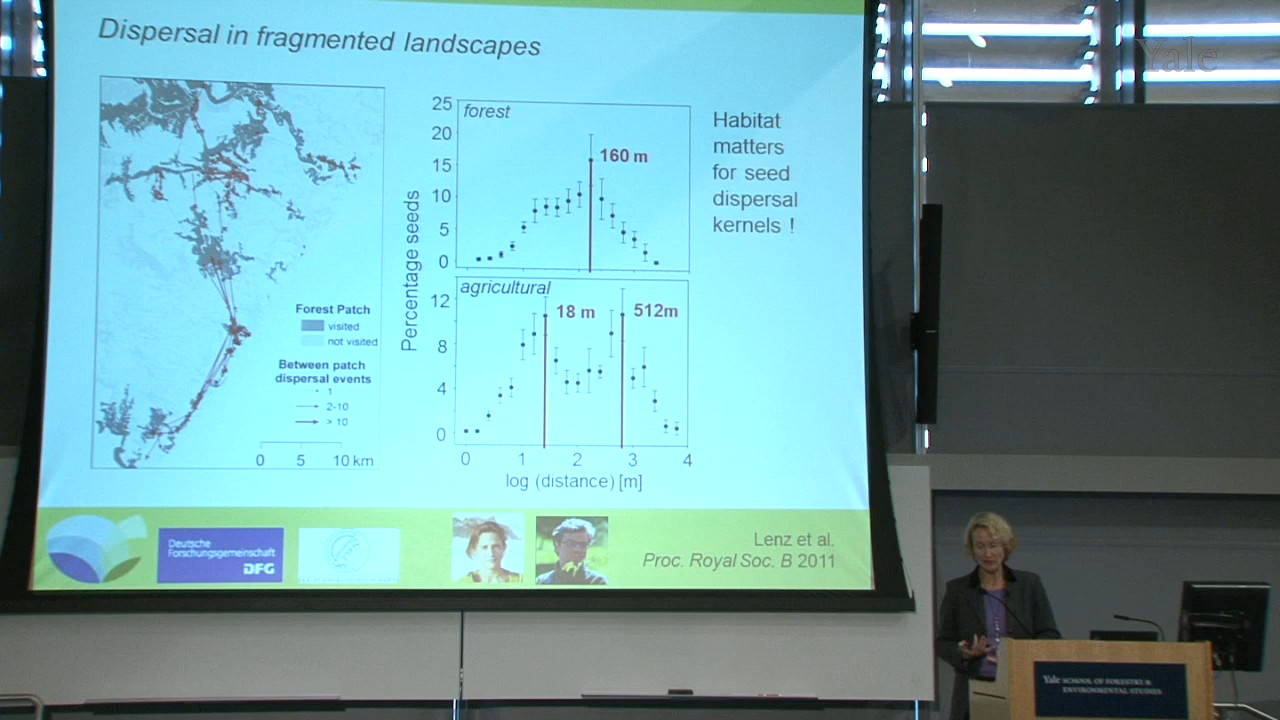 Dispersal in fragmented landscapes
Forest Patch
visited
not visited
Between patch
dispersal events
1
2-10
> 10
0 5 10 km
Percentage seeds
25
20
15
10
5
0
forest
160 m
12
8
4
0
agricultural
18 m
512m
0 1 2 3 4
log (distance) [m]
Habitat
matters
for seed
dispersal
kernels !
Deutsche
Forschungsgemeinschaft
DFG
Lenz et al.
Proc. Royal Soc. B 2011
Yale
Yale SCHOOL OF FORESTRY &
ENVIRONMENTAL STUDIES